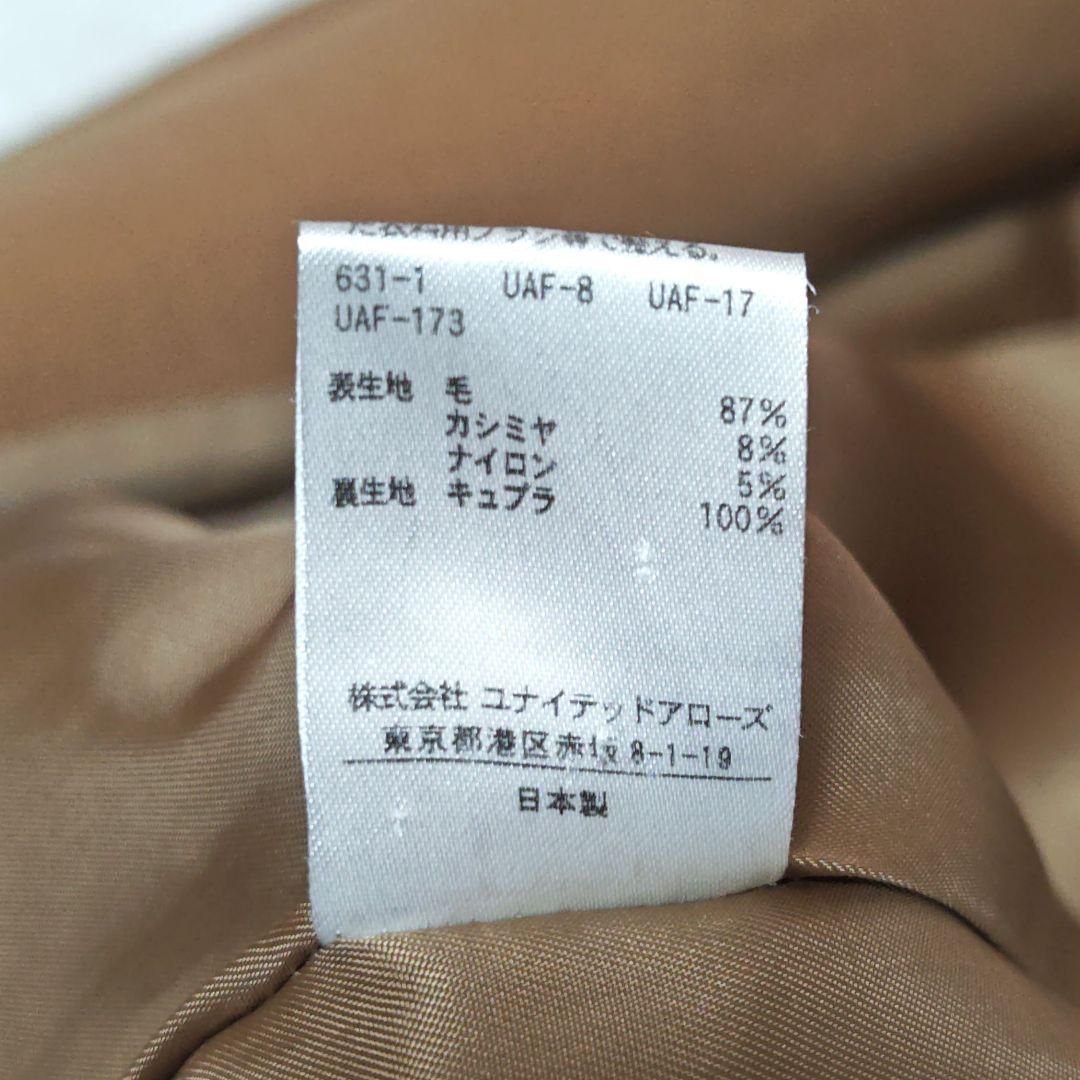 631-1 UAF-8 UAF-17
UAF-173
表生地 毛 87%
カシミヤ 8%
ナイロン 5%
裏生地 キュプラ 100%
株式会社 ユナイテッドアローズ
東京都港区赤坂 8-1-19
日本製